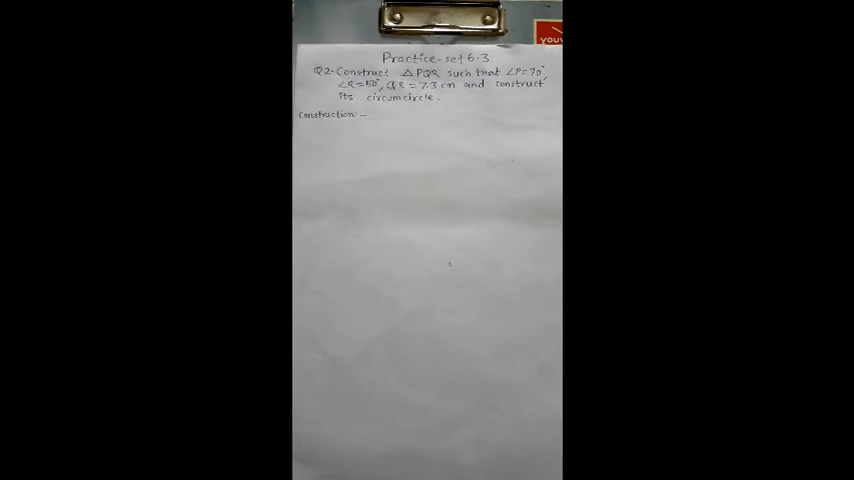 Practice-set 6.3
Q2-Construct △PQR such that ∠P=70°,
∠R=50°, QR=7.3 cm and construct
its circumcircle.
Construction:-
YOUV